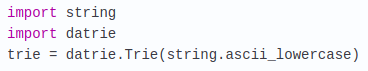 import string
import datrie
trie = datrie.Trie(string.ascii_lowercase)